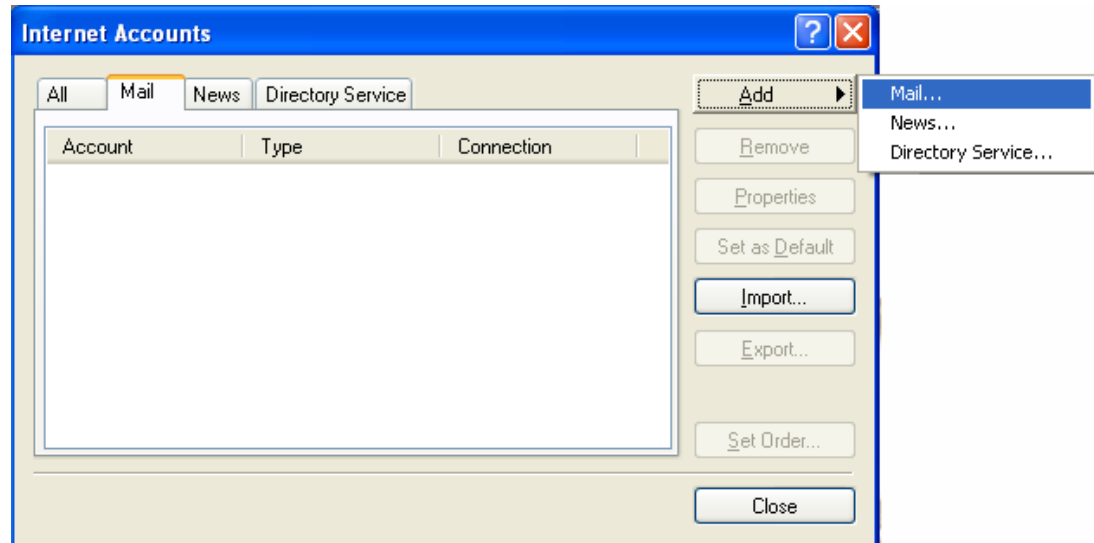 Internet Accounts
All Mail News Directory Service
Add
Mail...
News...
Directory Service...
Account Type Connection
Remove
Properties
Set as Default
Import...
Export...
Set Order...
Close